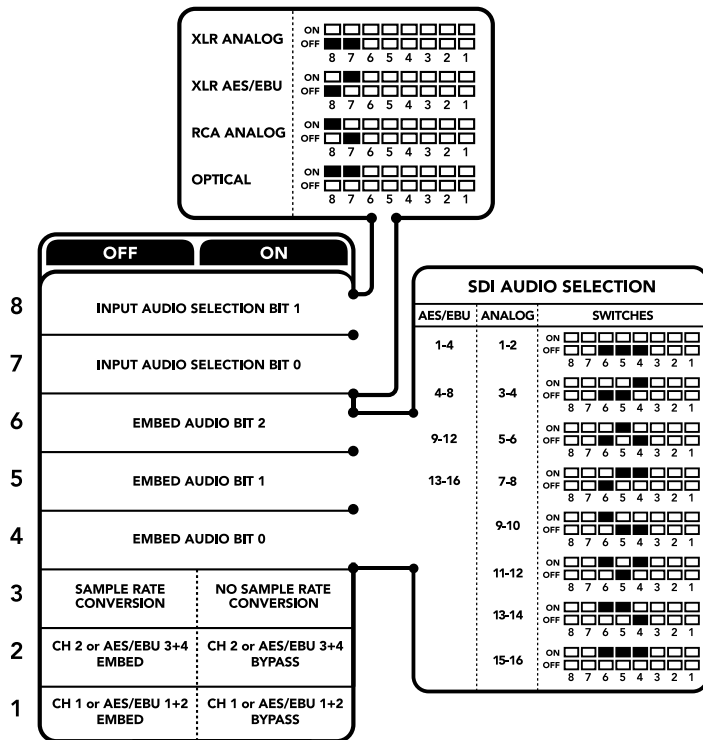 XLR ANALOG
ON
OFF
8 7 6 5 4 3 2 1
XLR AES/EBU
ON
OFF
8 7 6 5 4 3 2 1
RCA ANALOG
ON
OFF
8 7 6 5 4 3 2 1
OPTICAL
ON
OFF
8 7 6 5 4 3 2 1
OFF ON
8 INPUT AUDIO SELECTION BIT 1
7 INPUT AUDIO SELECTION BIT 0
6 EMBED AUDIO BIT 2
5 EMBED AUDIO BIT 1
4 EMBED AUDIO BIT 0
3
SAMPLE RATE
CONVERSION
NO SAMPLE RATE
CONVERSION
2
CH 2 or AES/EBU 3+4
EMBED
CH 2 or AES/EBU 3+4
BYPASS
1
CH 1 or AES/EBU 1+2
EMBED
CH 1 or AES/EBU 1+2
BYPASS
SDI AUDIO SELECTION
AES/EBU ANALOG SWITCHES
1-4 1-2
ON
OFF
8 7 6 5 4 3 2 1
4-8 3-4
ON
OFF
8 7 6 5 4 3 2 1
9-12 5-6
ON
OFF
8 7 6 5 4 3 2 1
13-16 7-8
ON
OFF
8 7 6 5 4 3 2 1
9-10
ON
OFF
8 7 6 5 4 3 2 1
11-12
ON
OFF
8 7 6 5 4 3 2 1
13-14
ON
OFF
8 7 6 5 4 3 2 1
15-16
ON
OFF
8 7 6 5 4 3 2 1